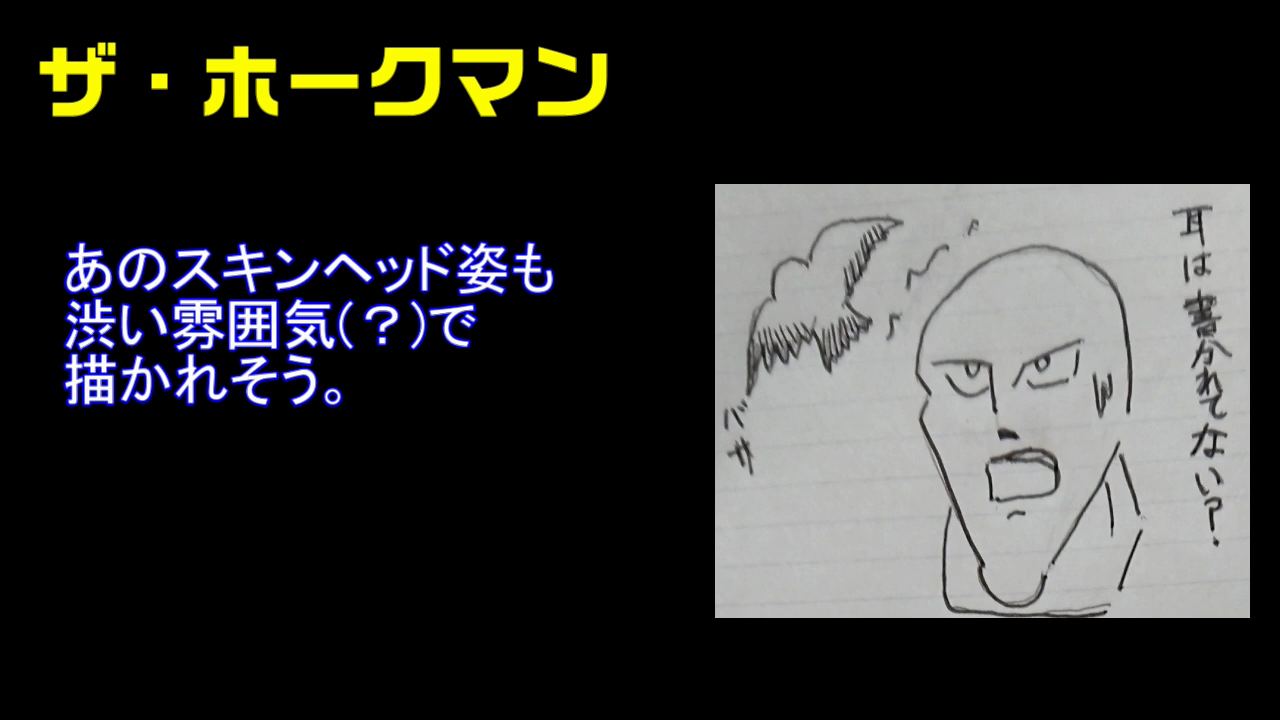 ザ・ホークマン
あのスキンヘッド姿も
渋い雰囲気(？)で
描かれそう。
耳は書かれてない？
バサ